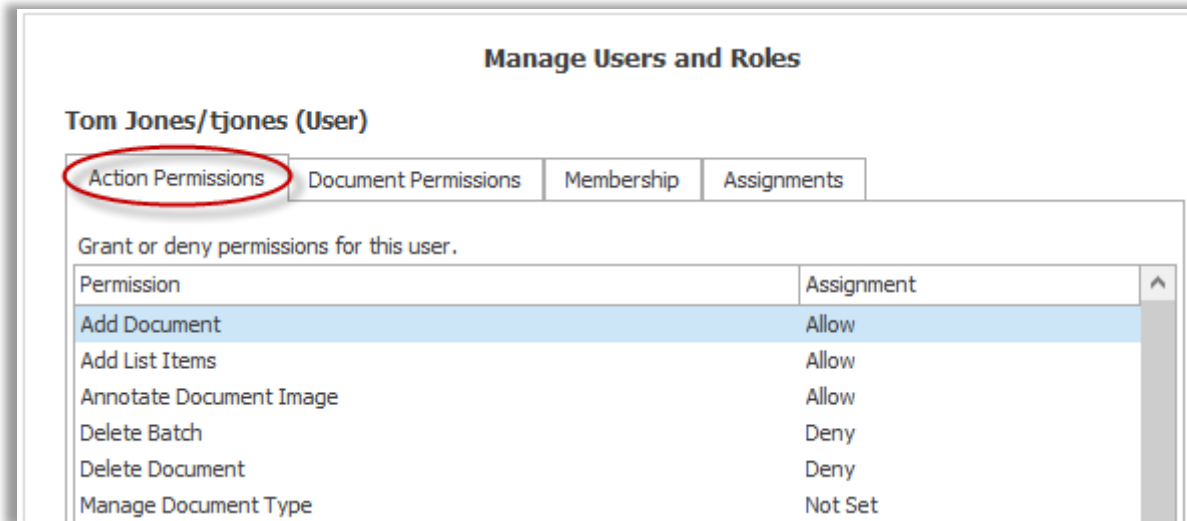 Manage Users and Roles
Tom Jones/tjones (User)
Action Permissions Document Permissions Membership Assignments
Grant or deny permissions for this user.
Permission Assignment
Add Document Allow
Add List Items Allow
Annotate Document Image Allow
Delete Batch Deny
Delete Document Deny
Manage Document Type Not Set